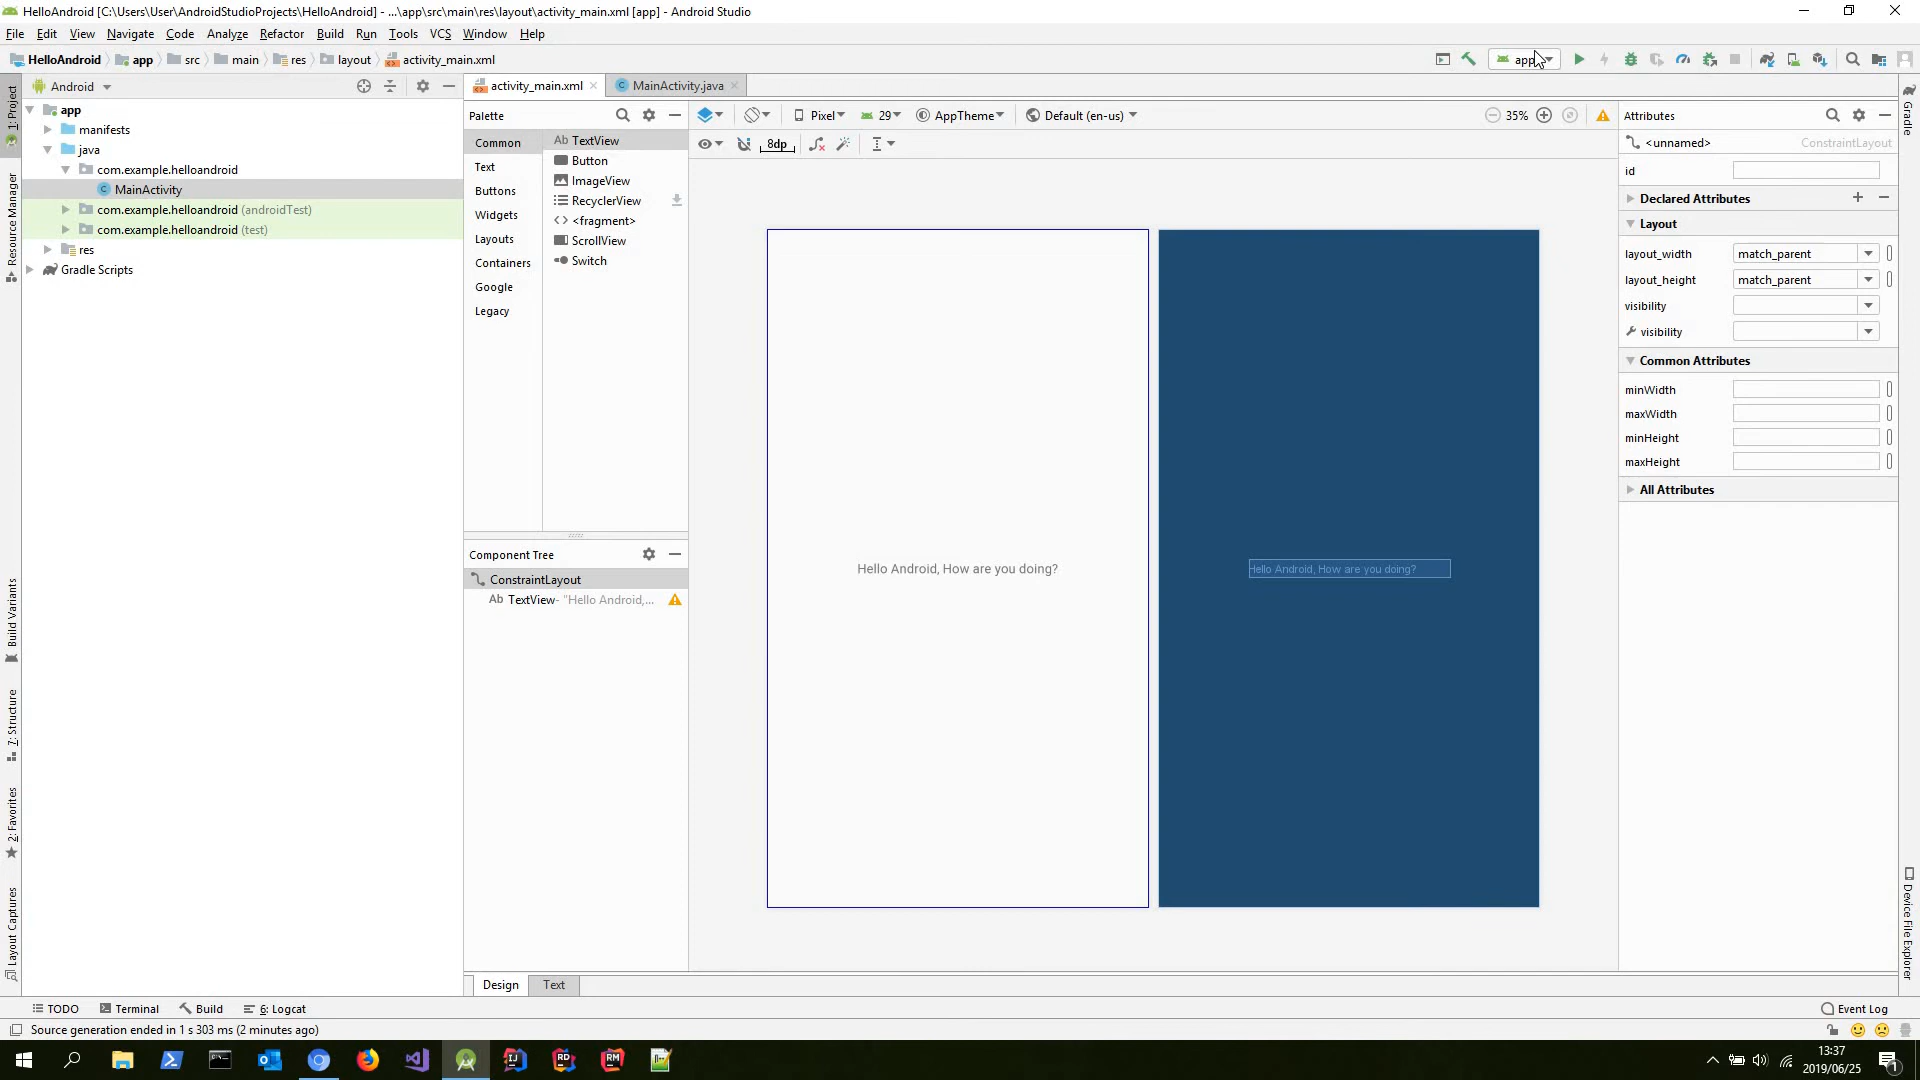 HelloAndroid [C:\Users\User\AndroidStudioProjects\HelloAndroid] - ...\app\src\main\res\layout\activity_main.xml [app] - Android Studio
File Edit View Navigate Code Analyze Refactor Build Run Tools VCS Window Help
HelloAndroid app src main res layout activity_main.xml
app
1: Project
Resource Manager
Build Variants
7: Structure
2: Favorites
Layout Captures
Android
app
manifests
java
com.example.helloandroid
MainActivity
com.example.helloandroid (androidTest)
com.example.helloandroid (test)
res
Gradle Scripts
activity_main.xml MainActivity.java
Palette
Common
Text
Buttons
Widgets
Layouts
Containers
Google
Legacy
Ab TextView
Button
ImageView
RecyclerView
<fragment>
ScrollView
Switch
Component Tree
ConstraintLayout
Ab TextView- "Hello Android,...
Pixel 29 AppTheme Default (en-us) 35%
8dp
Hello Android, How are you doing?
Hello Android, How are you doing?
Design Text
Attributes
<unnamed> ConstraintLayout
id
Declared Attributes
Layout
layout_width match_parent
layout_height match_parent
visibility
visibility
Common Attributes
minWidth
maxWidth
minHeight
maxHeight
All Attributes
Gradle
Device File Explorer
TODO Terminal Build 6: Logcat Event Log
Source generation ended in 1 s 303 ms (2 minutes ago)
13:37
2019/06/25
1